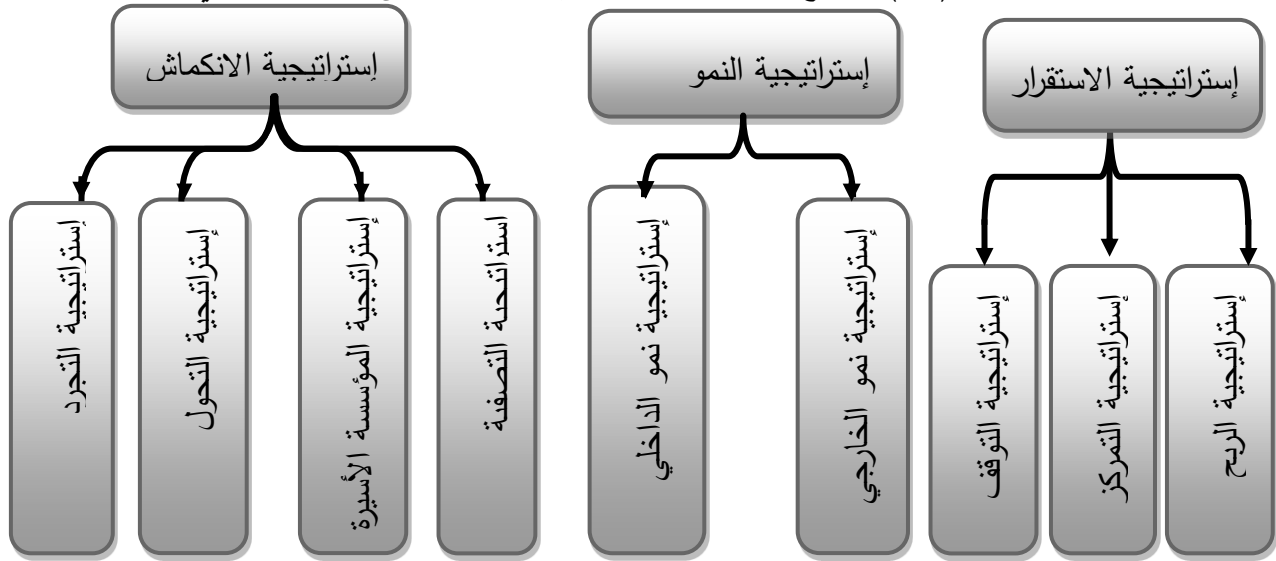 إستراتيجية الاستقرار
إستراتيجية النمو
إستراتيجية الانكماش
إستراتيجية الربح
إستراتيجية التمركز
إستراتيجية التوقف
إستراتيجية نمو الخارجي
إستراتيجية نمو الداخلي
استراتيجية التصفية
إستراتيجية المؤسسة الأسيرة
إستراتيجية التحول
إستراتيجية التجرد